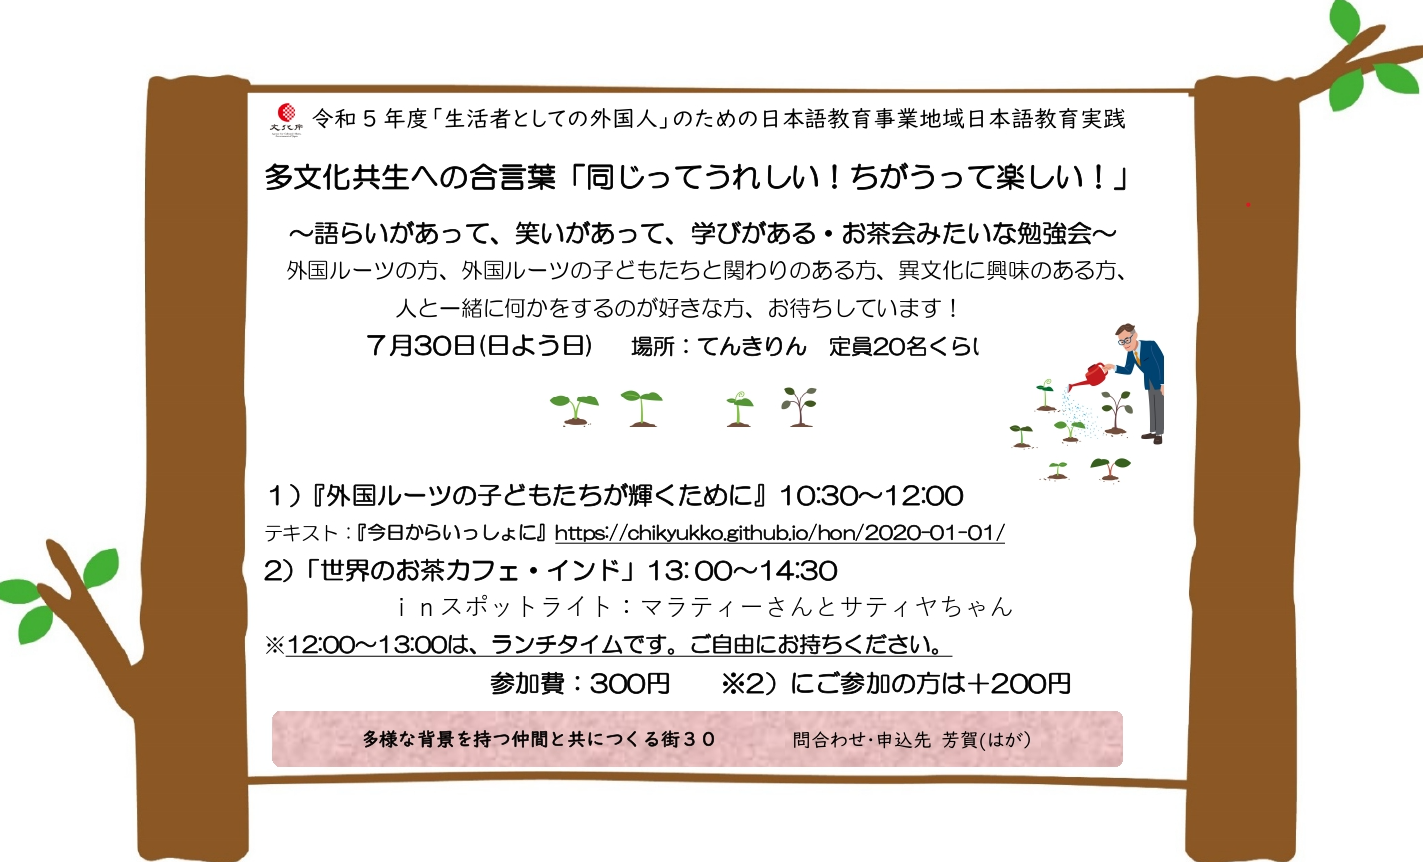 文化庁
令和５年度「生活者としての外国人」のための日本語教育事業地域日本語教育実践
多文化共生への合言葉「同じってうれしい！ちがうって楽しい！」
～語らいがあって、笑いがあって、学びがある・お茶会みたいな勉強会～
外国ルーツの方、外国ルーツの子どもたちと関わりのある方、異文化に興味のある方、
人と一緒に何かをするのが好きな方、お待ちしています！
７月30日(日よう日)　場所：てんきりん　定員20名くらい
１）『外国ルーツの子どもたちが輝くために』10:30～12:00
テキスト：『今日からいっしょに』https://chikyukko.github.io/hon/2020-01-01/
2）「世界のお茶カフェ・インド」13:00～14:30
ｉｎスポットライト：マラティーさんとサティヤちゃん
※12:00～13:00は、ランチタイムです。ご自由にお持ちください。
参加費：300円　※2）にご参加の方は＋200円
多様な背景を持つ仲間と共につくる街３０　問合わせ・申込先 芳賀(はが)